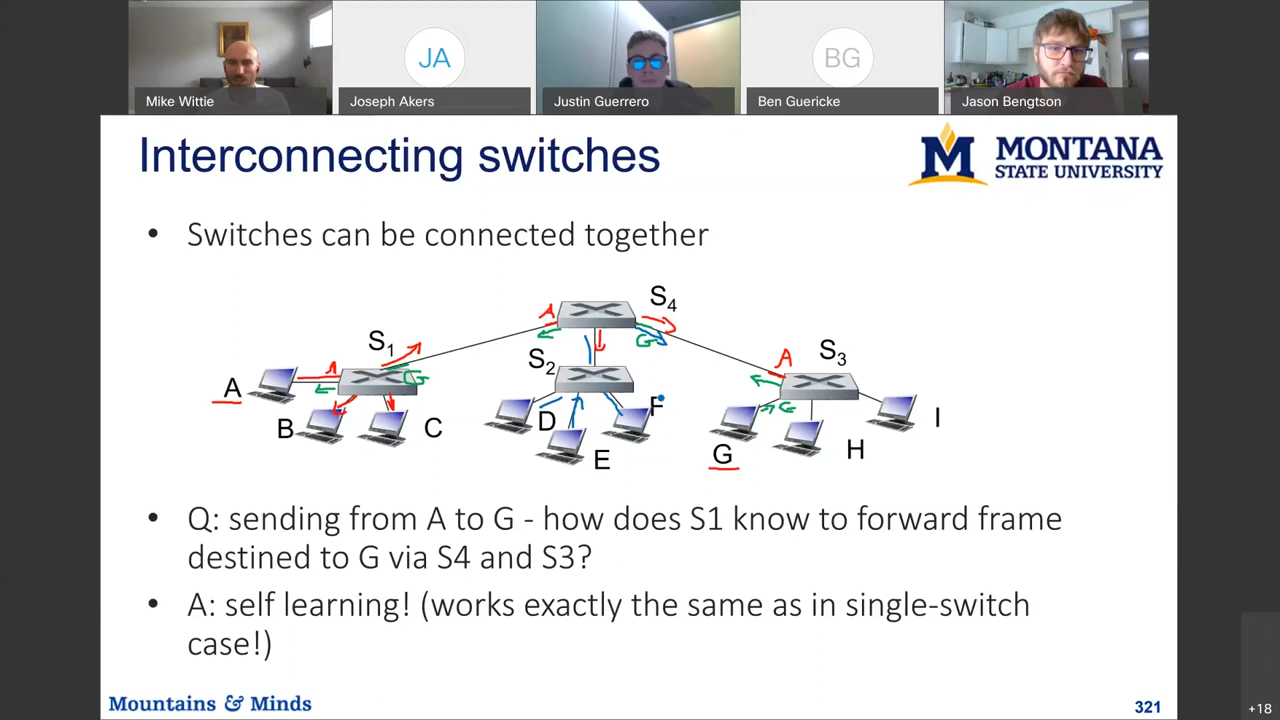 JA
BG
Mike Wittie
Joseph Akers
Justin Guerrero
Ben Guericke
Jason Bengtson
Interconnecting switches
MONTANA
STATE UNIVERSITY
• Switches can be connected together
S4
A
G
S1
S2
S3
A
A
G
A
B
C
D
E
F
G
G
H
I
• Q: sending from A to G - how does S1 know to forward frame
destined to G via S4 and S3?
• A: self learning! (works exactly the same as in single-switch
case!)
Mountains & Minds
321
+18